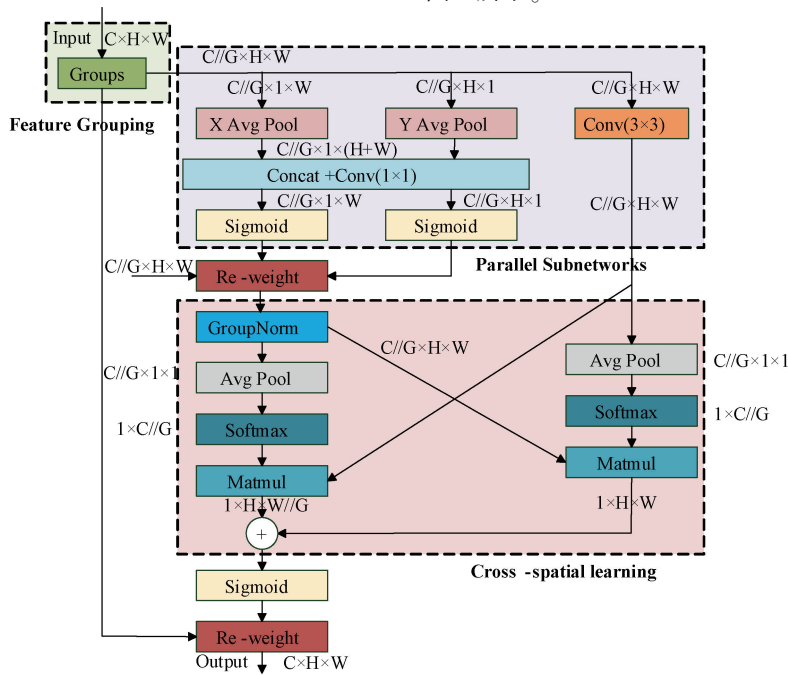 Input C×H×W
Groups
Feature Grouping
C//G×H×W
C//G×1×W
C//G×H×1
C//G×H×W
X Avg Pool
Y Avg Pool
Conv(3×3)
C//G×1×(H+W)
Concat +Conv(1×1)
C//G×1×W
C//G×H×1
C//G×H×W
Sigmoid
Sigmoid
Parallel Subnetworks
C//G×H×W
Re -weight
GroupNorm
C//G×H×W
C//G×1×1
Avg Pool
Avg Pool
C//G×1×1
1×C//G
Softmax
Softmax
1×C//G
Matmul
Matmul
1×H×W//G
1×H×W
+
Cross -spatial learning
Sigmoid
Re -weight
Output C×H×W